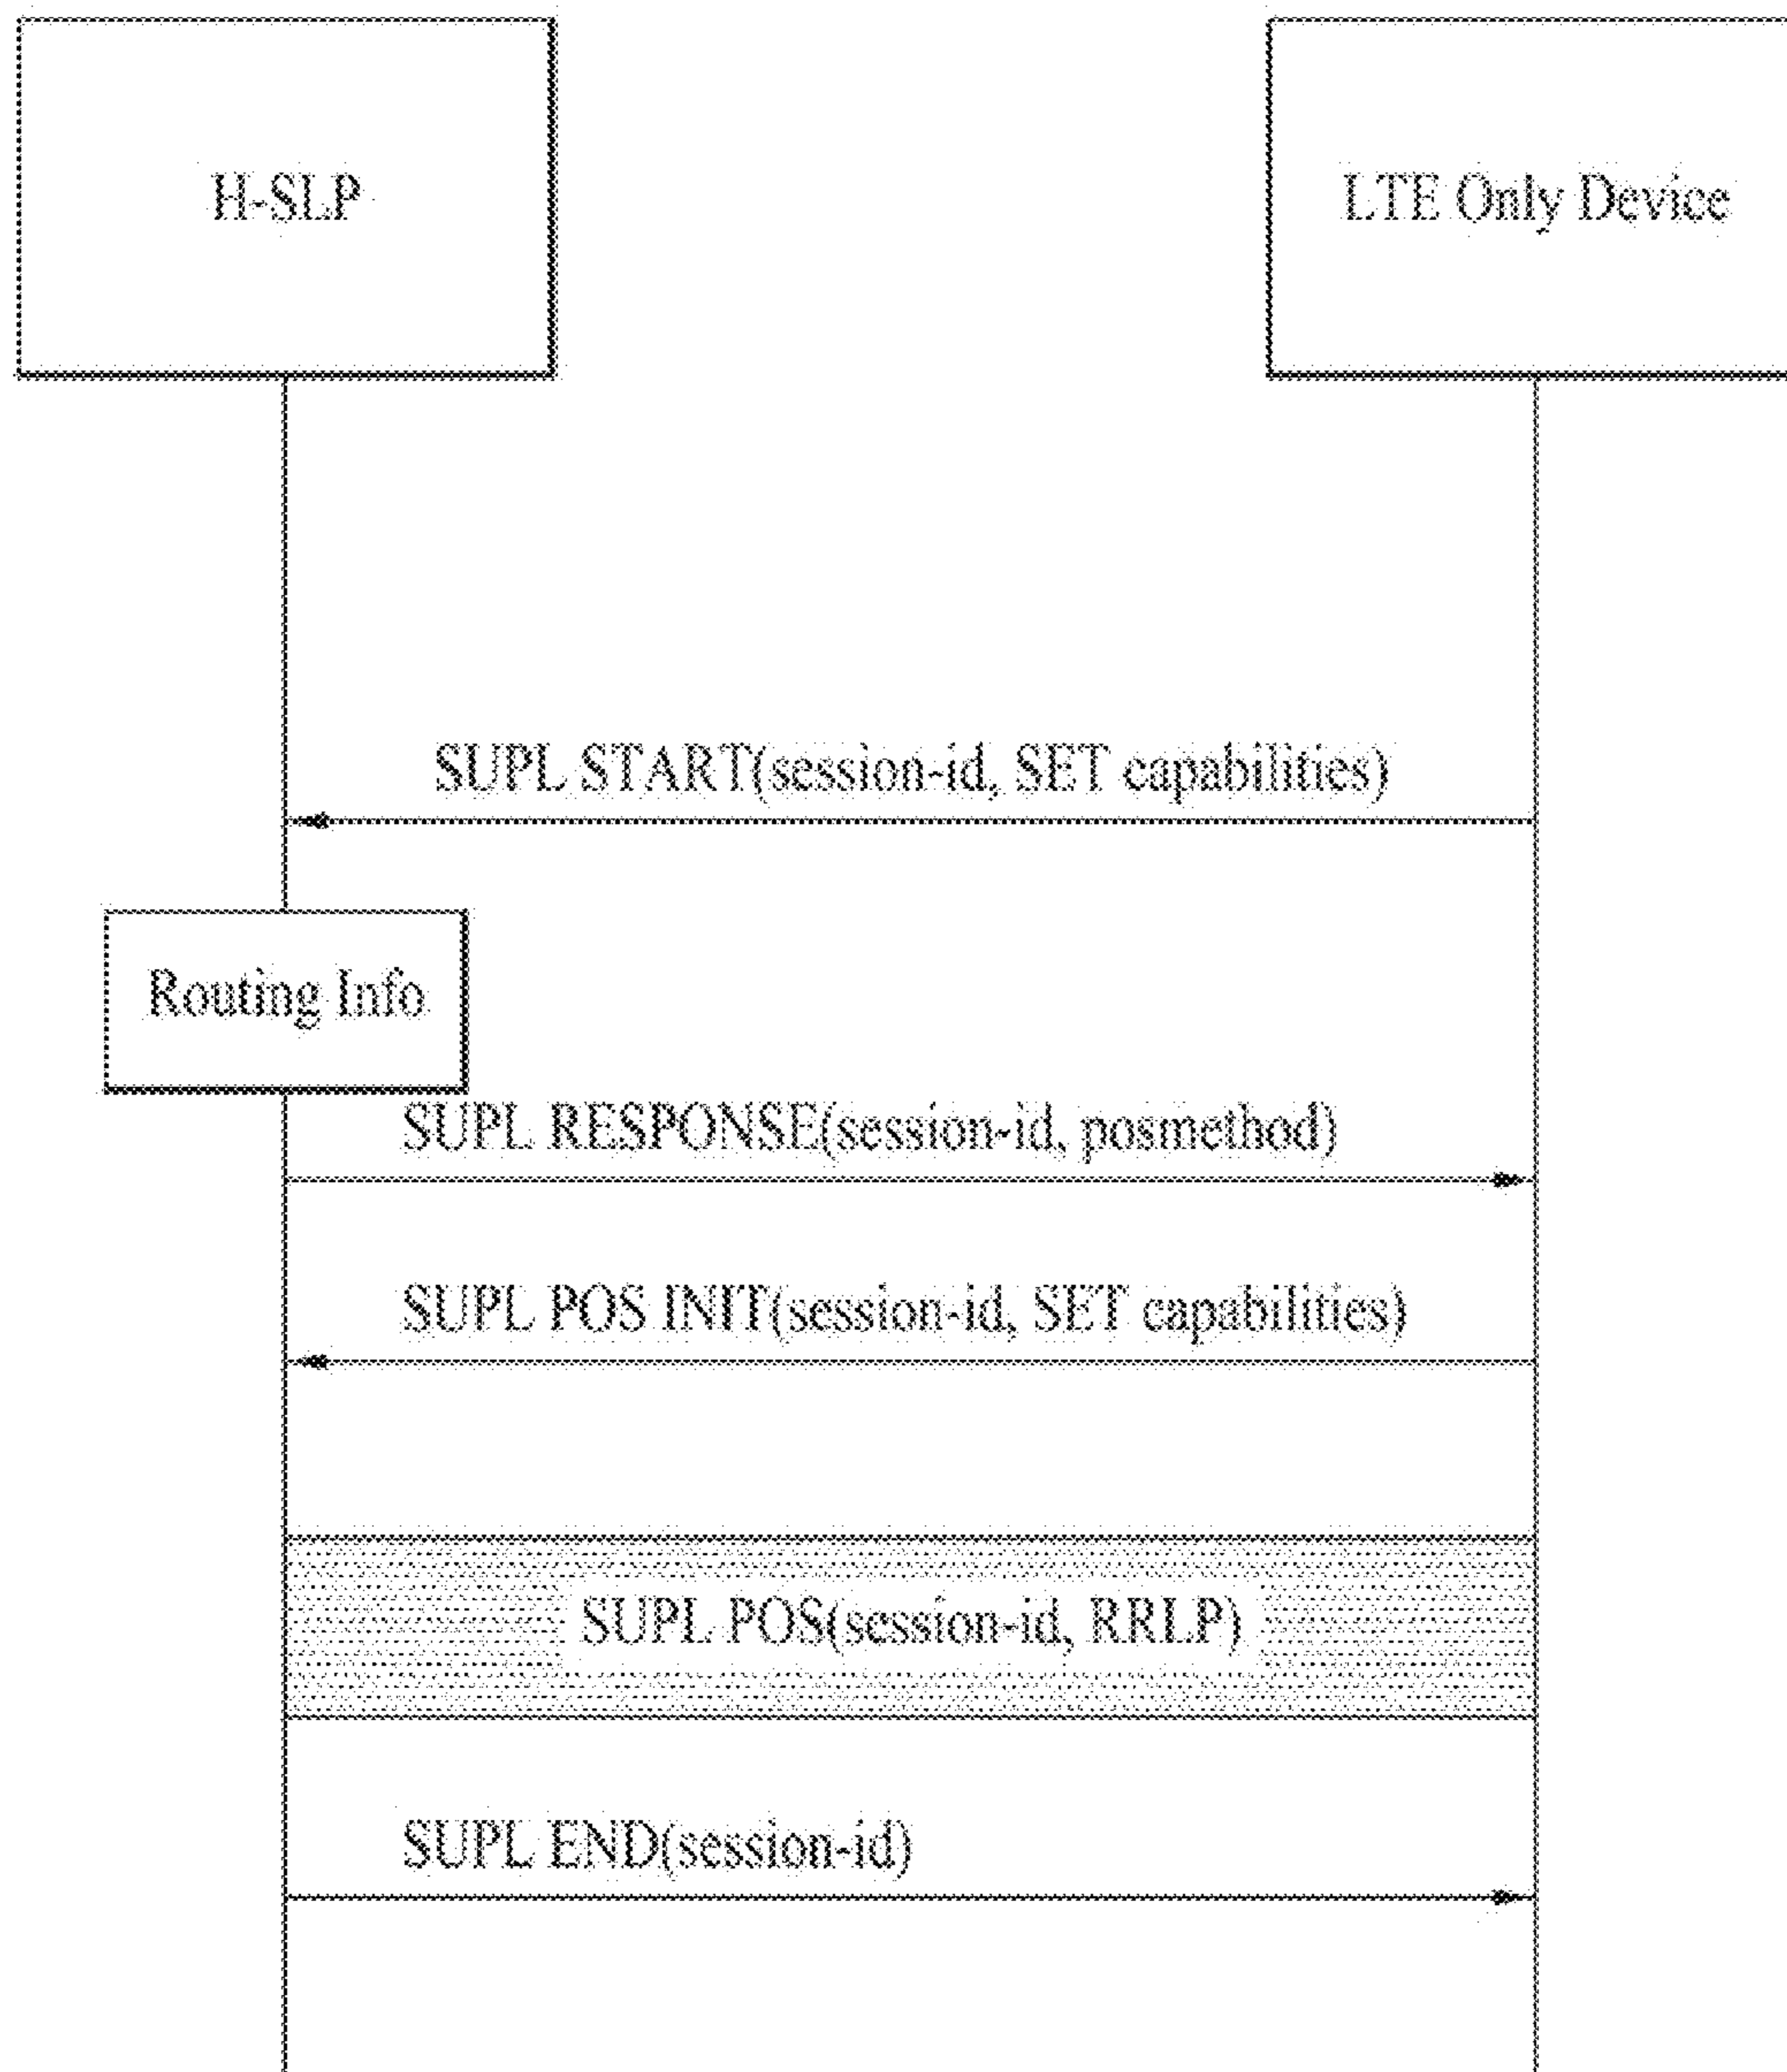 H-SLP
LTE Only Device
SUPL START(session-id, SET capabilities)
Routing Info
SUPL RESPONSE(session-id, posmethod)
SUPL POS INIT(session-id, SET capabilities)
SUPL POS(session-id, RRLP)
SUPL END(session-id)